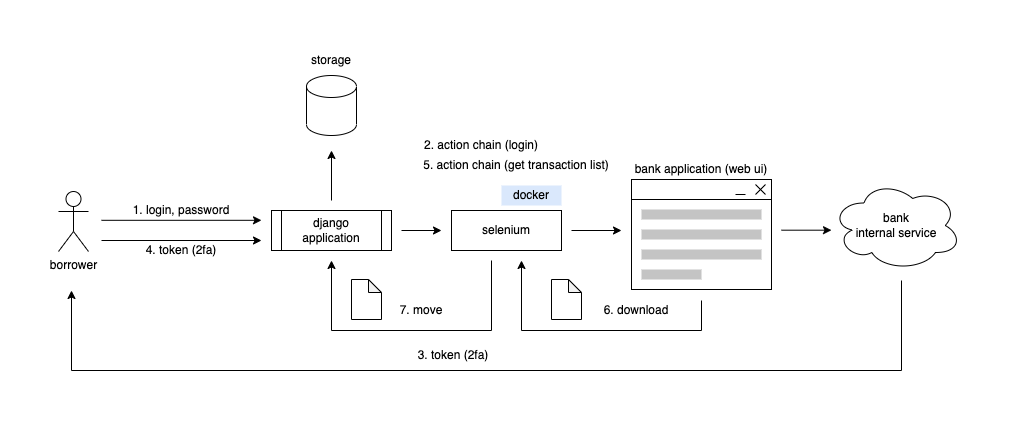 storage
2. action chain (login)
5. action chain (get transaction list)
bank application (web ui)
docker
1. login, password
django
application
selenium
bank
internal service
4. token (2fa)
borrower
7. move
6. download
3. token (2fa)